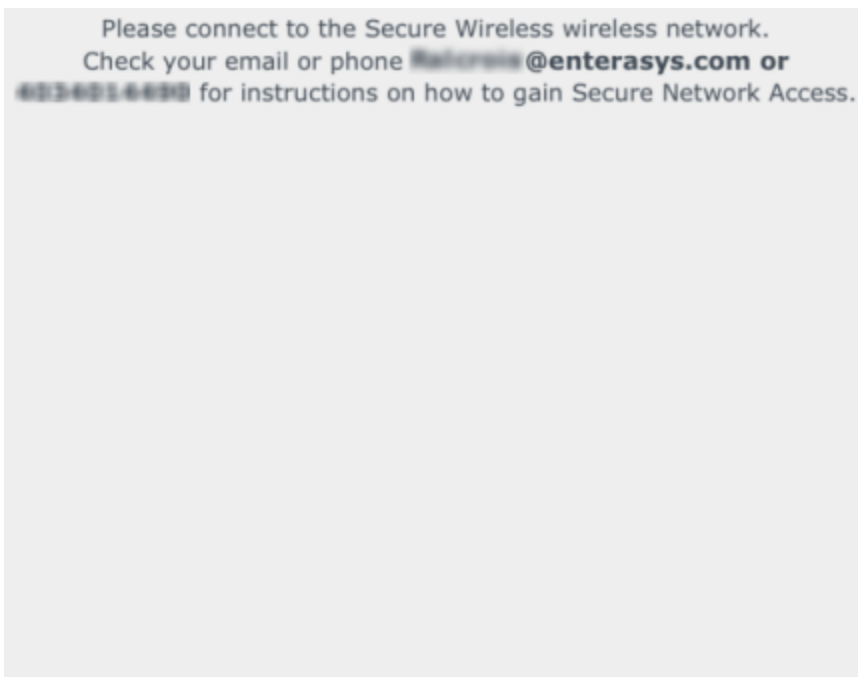 Please connect to the Secure Wireless wireless network.
Check your email or phone @enterasys.com or
for instructions on how to gain Secure Network Access.